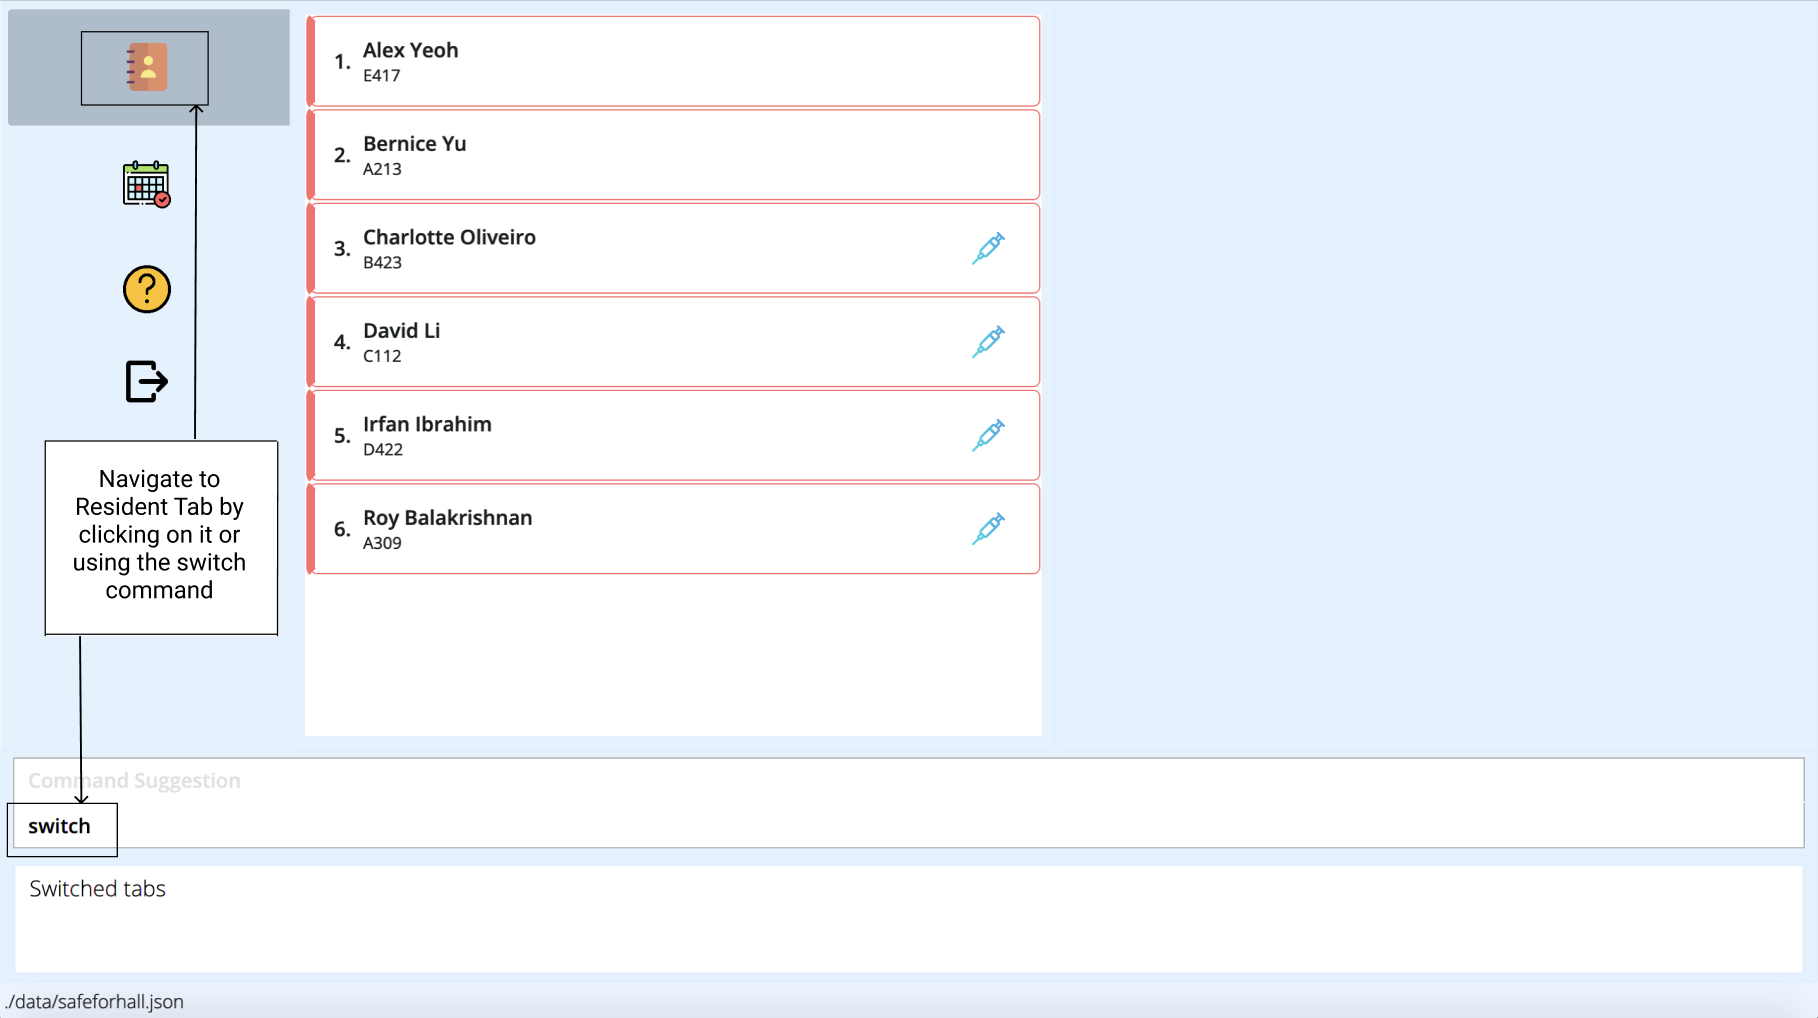 1. Alex Yeoh
E417
2. Bernice Yu
A213
3. Charlotte Oliveiro
B423
4. David Li
C112
5. Irfan Ibrahim
D422
6. Roy Balakrishnan
A309
Navigate to
Resident Tab by
clicking on it or
using the switch
command
Command Suggestion
switch
Switched tabs
./data/safeforhall.json